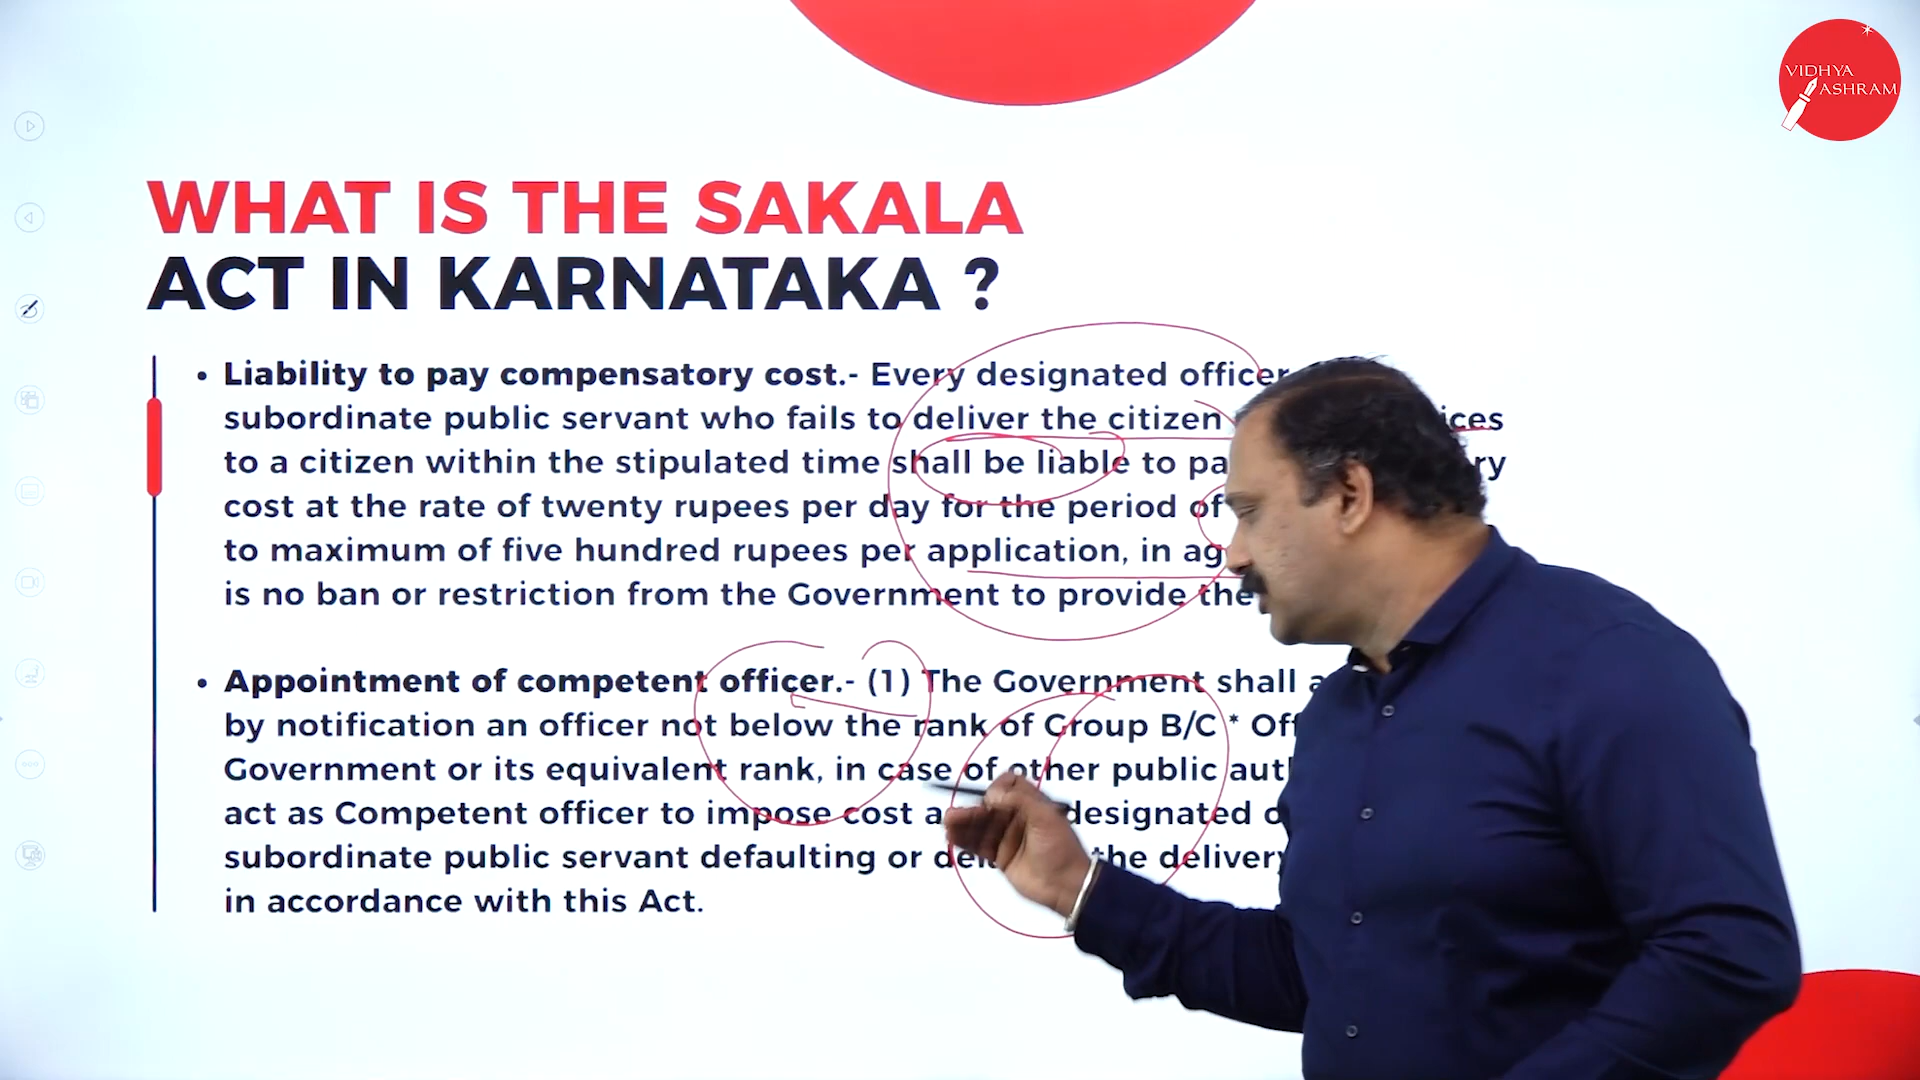 VIDHYA
ASHRAM
WHAT IS THE SAKALA
ACT IN KARNATAKA ?
• Liability to pay compensatory cost.- Every designated officer
subordinate public servant who fails to deliver the citizen
to a citizen within the stipulated time shall be liable to
cost at the rate of twenty rupees per day for the period of
to maximum of five hundred rupees per application, in
is no ban or restriction from the Government to provide the
• Appointment of competent officer.- (1) The Government shall
by notification an officer not below the rank of Group B/C *
Government or its equivalent rank, in case of other public
act as Competent officer to impose cost designated
subordinate public servant defaulting or the delivery
in accordance with this Act.